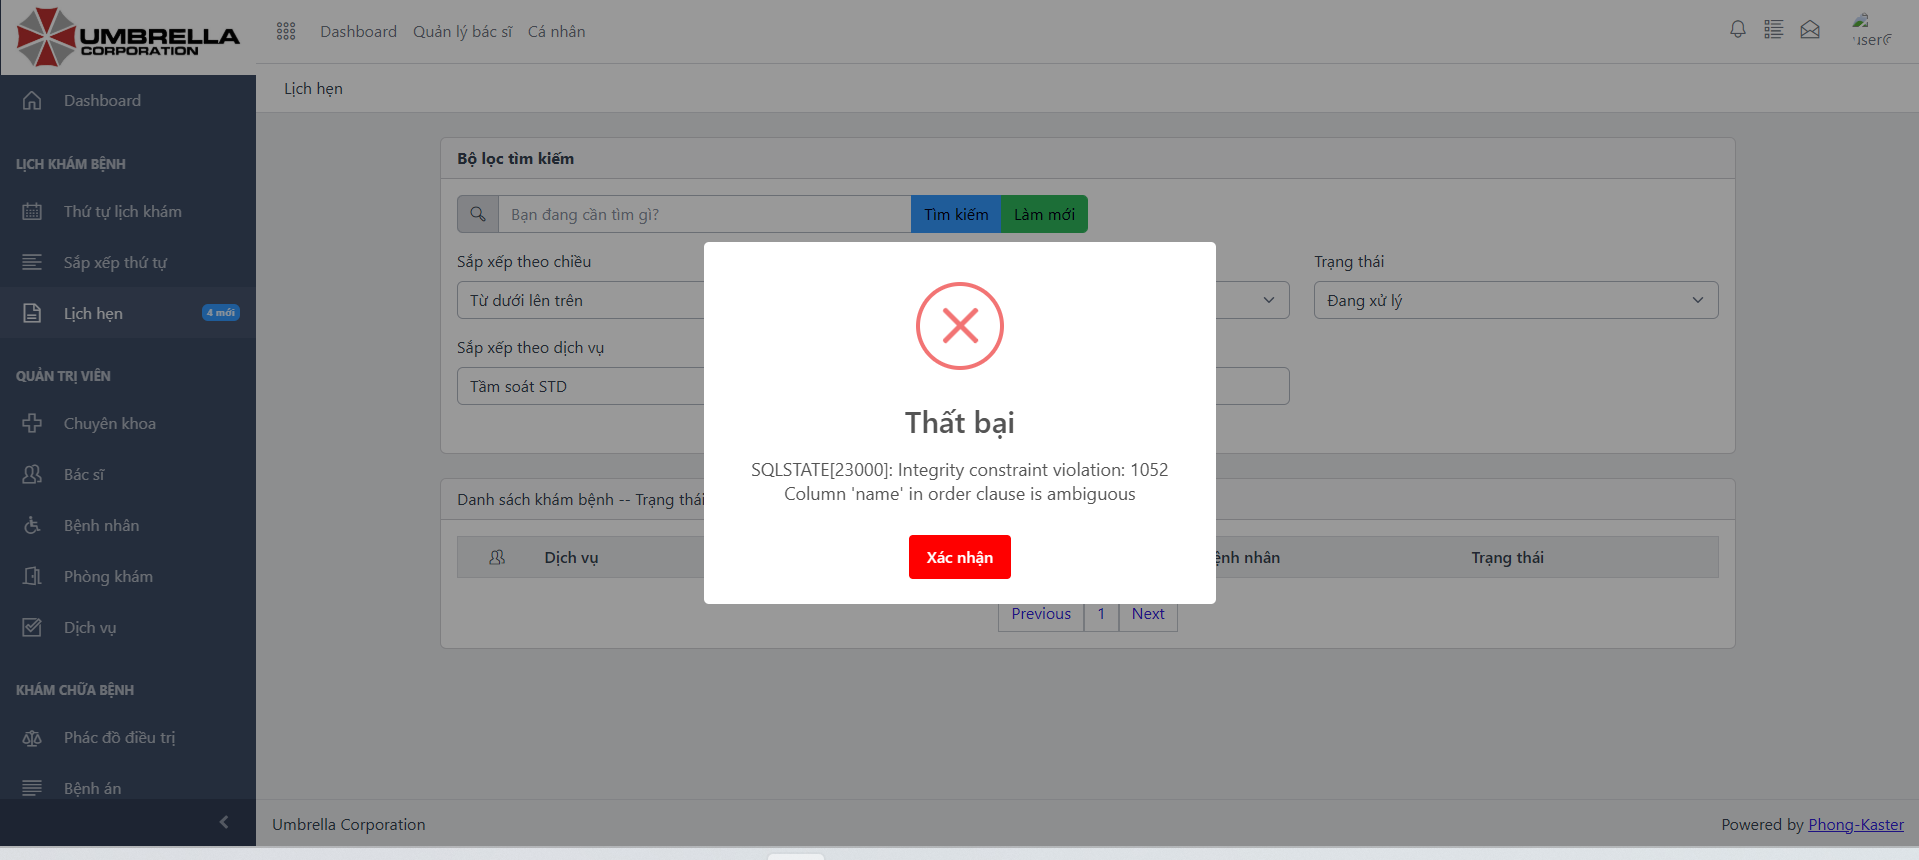 UMBRELLA
CORPORATION
Dashboard
Quản lý bác sĩ
Cá nhân
Dashboard
Lịch hẹn
LỊCH KHÁM BỆNH
Thứ tự lịch khám
Sắp xếp thứ tự
Lịch hẹn
4 mới
QUẢN TRỊ VIÊN
Chuyên khoa
Bác sĩ
Bệnh nhân
Phòng khám
Dịch vụ
KHÁM CHỮA BỆNH
Phác đồ điều trị
Bệnh án
Bộ lọc tìm kiếm
Bạn đang cần tìm gì?
Tìm kiếm
Làm mới
Sắp xếp theo chiều
Từ dưới lên trên
Trạng thái
Đang xử lý
Sắp xếp theo dịch vụ
Tầm soát STD
Thất bại
SQLSTATE[23000]: Integrity constraint violation: 1052
Column 'name' in order clause is ambiguous
Xác nhận
Danh sách khám bệnh -- Trạng thái
Dịch vụ
nhân
Trạng thái
Previous
1
Next
Umbrella Corporation
Powered by Phong-Kaster